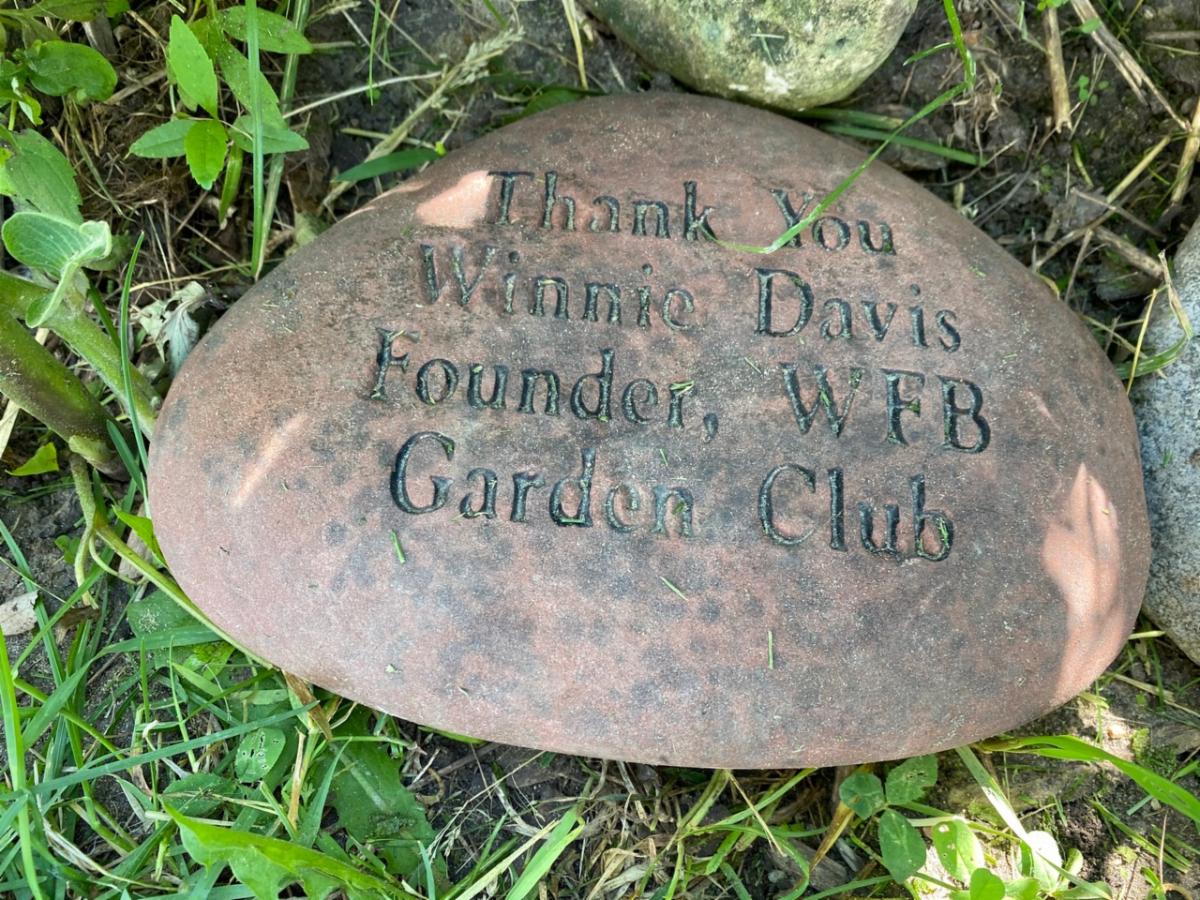 Thank You
Winnie Davis
Founder, WFB
Garden Club